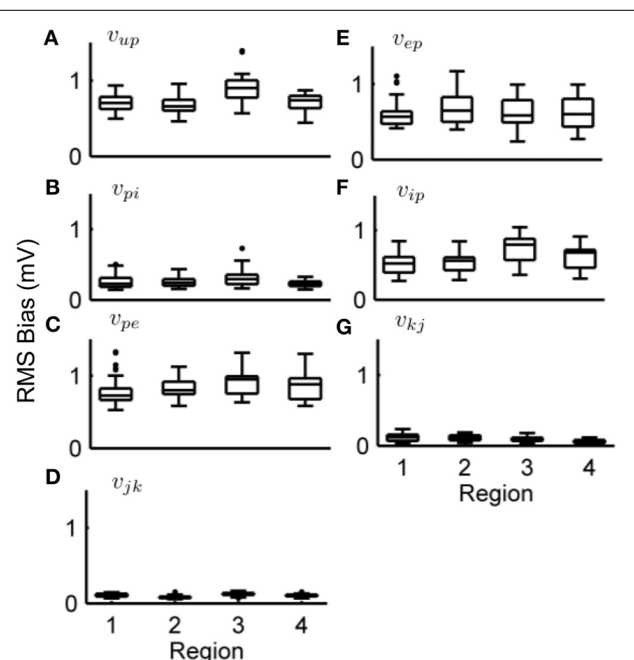 A
v_up
1
0
B
v_pi
1
0
C
v_pe
1
0
D
v_jk
1
0
1 2 3 4
Region
RMS Bias (mV)
E
v_ep
1
0
F
v_ip
1
0
G
v_kj
1
0
1 2 3 4
Region